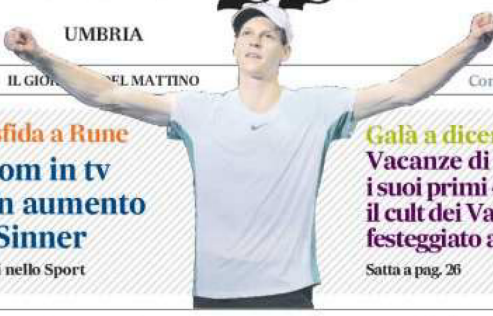 UMBRIA
IL GIOR EL MATTINO
sfida a Rune
om in tv
n aumento
Sinner
i nello Sport
Galà a dice
Vacanze di
i suoi primi
il cult dei Va
festeggiato a
Satta a pag. 26